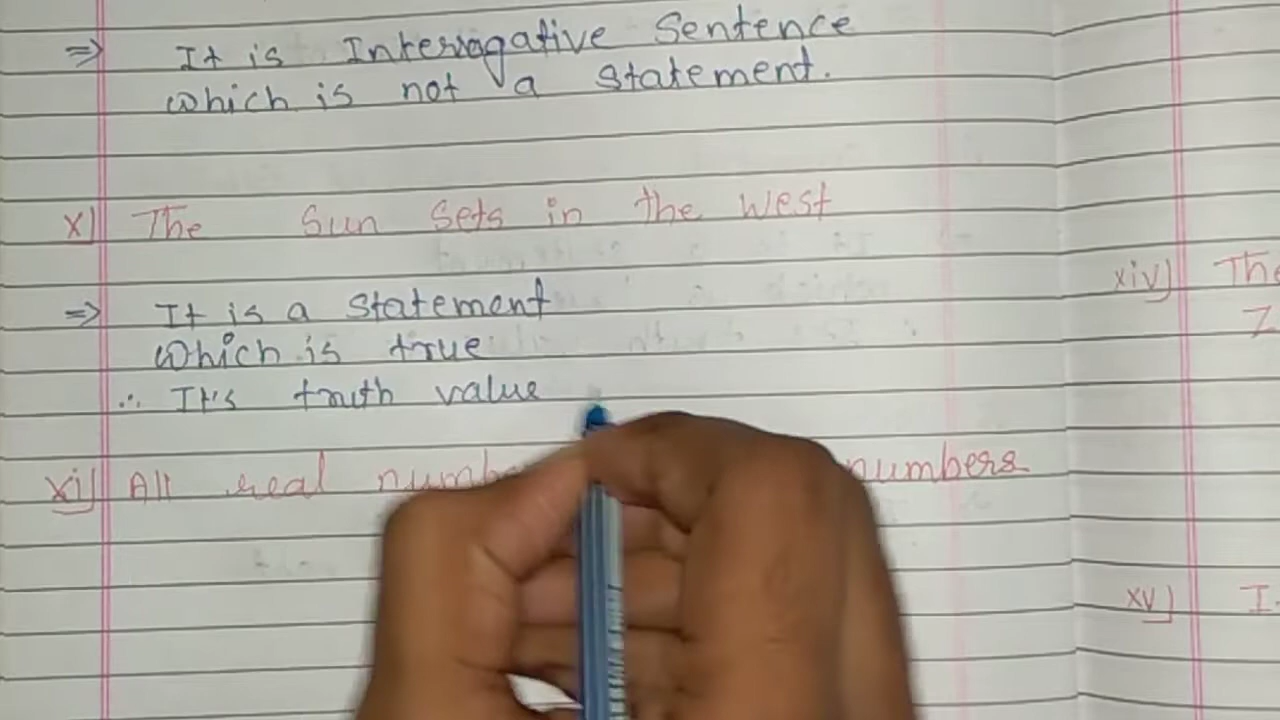 ⇒ It is Interragative Sentence
which is not a statement.
x) The Sun Sets in the west
⇒ It is a statement
which is true
∴ It's truth value
xi) All real numbers
xiv) The
xv) I